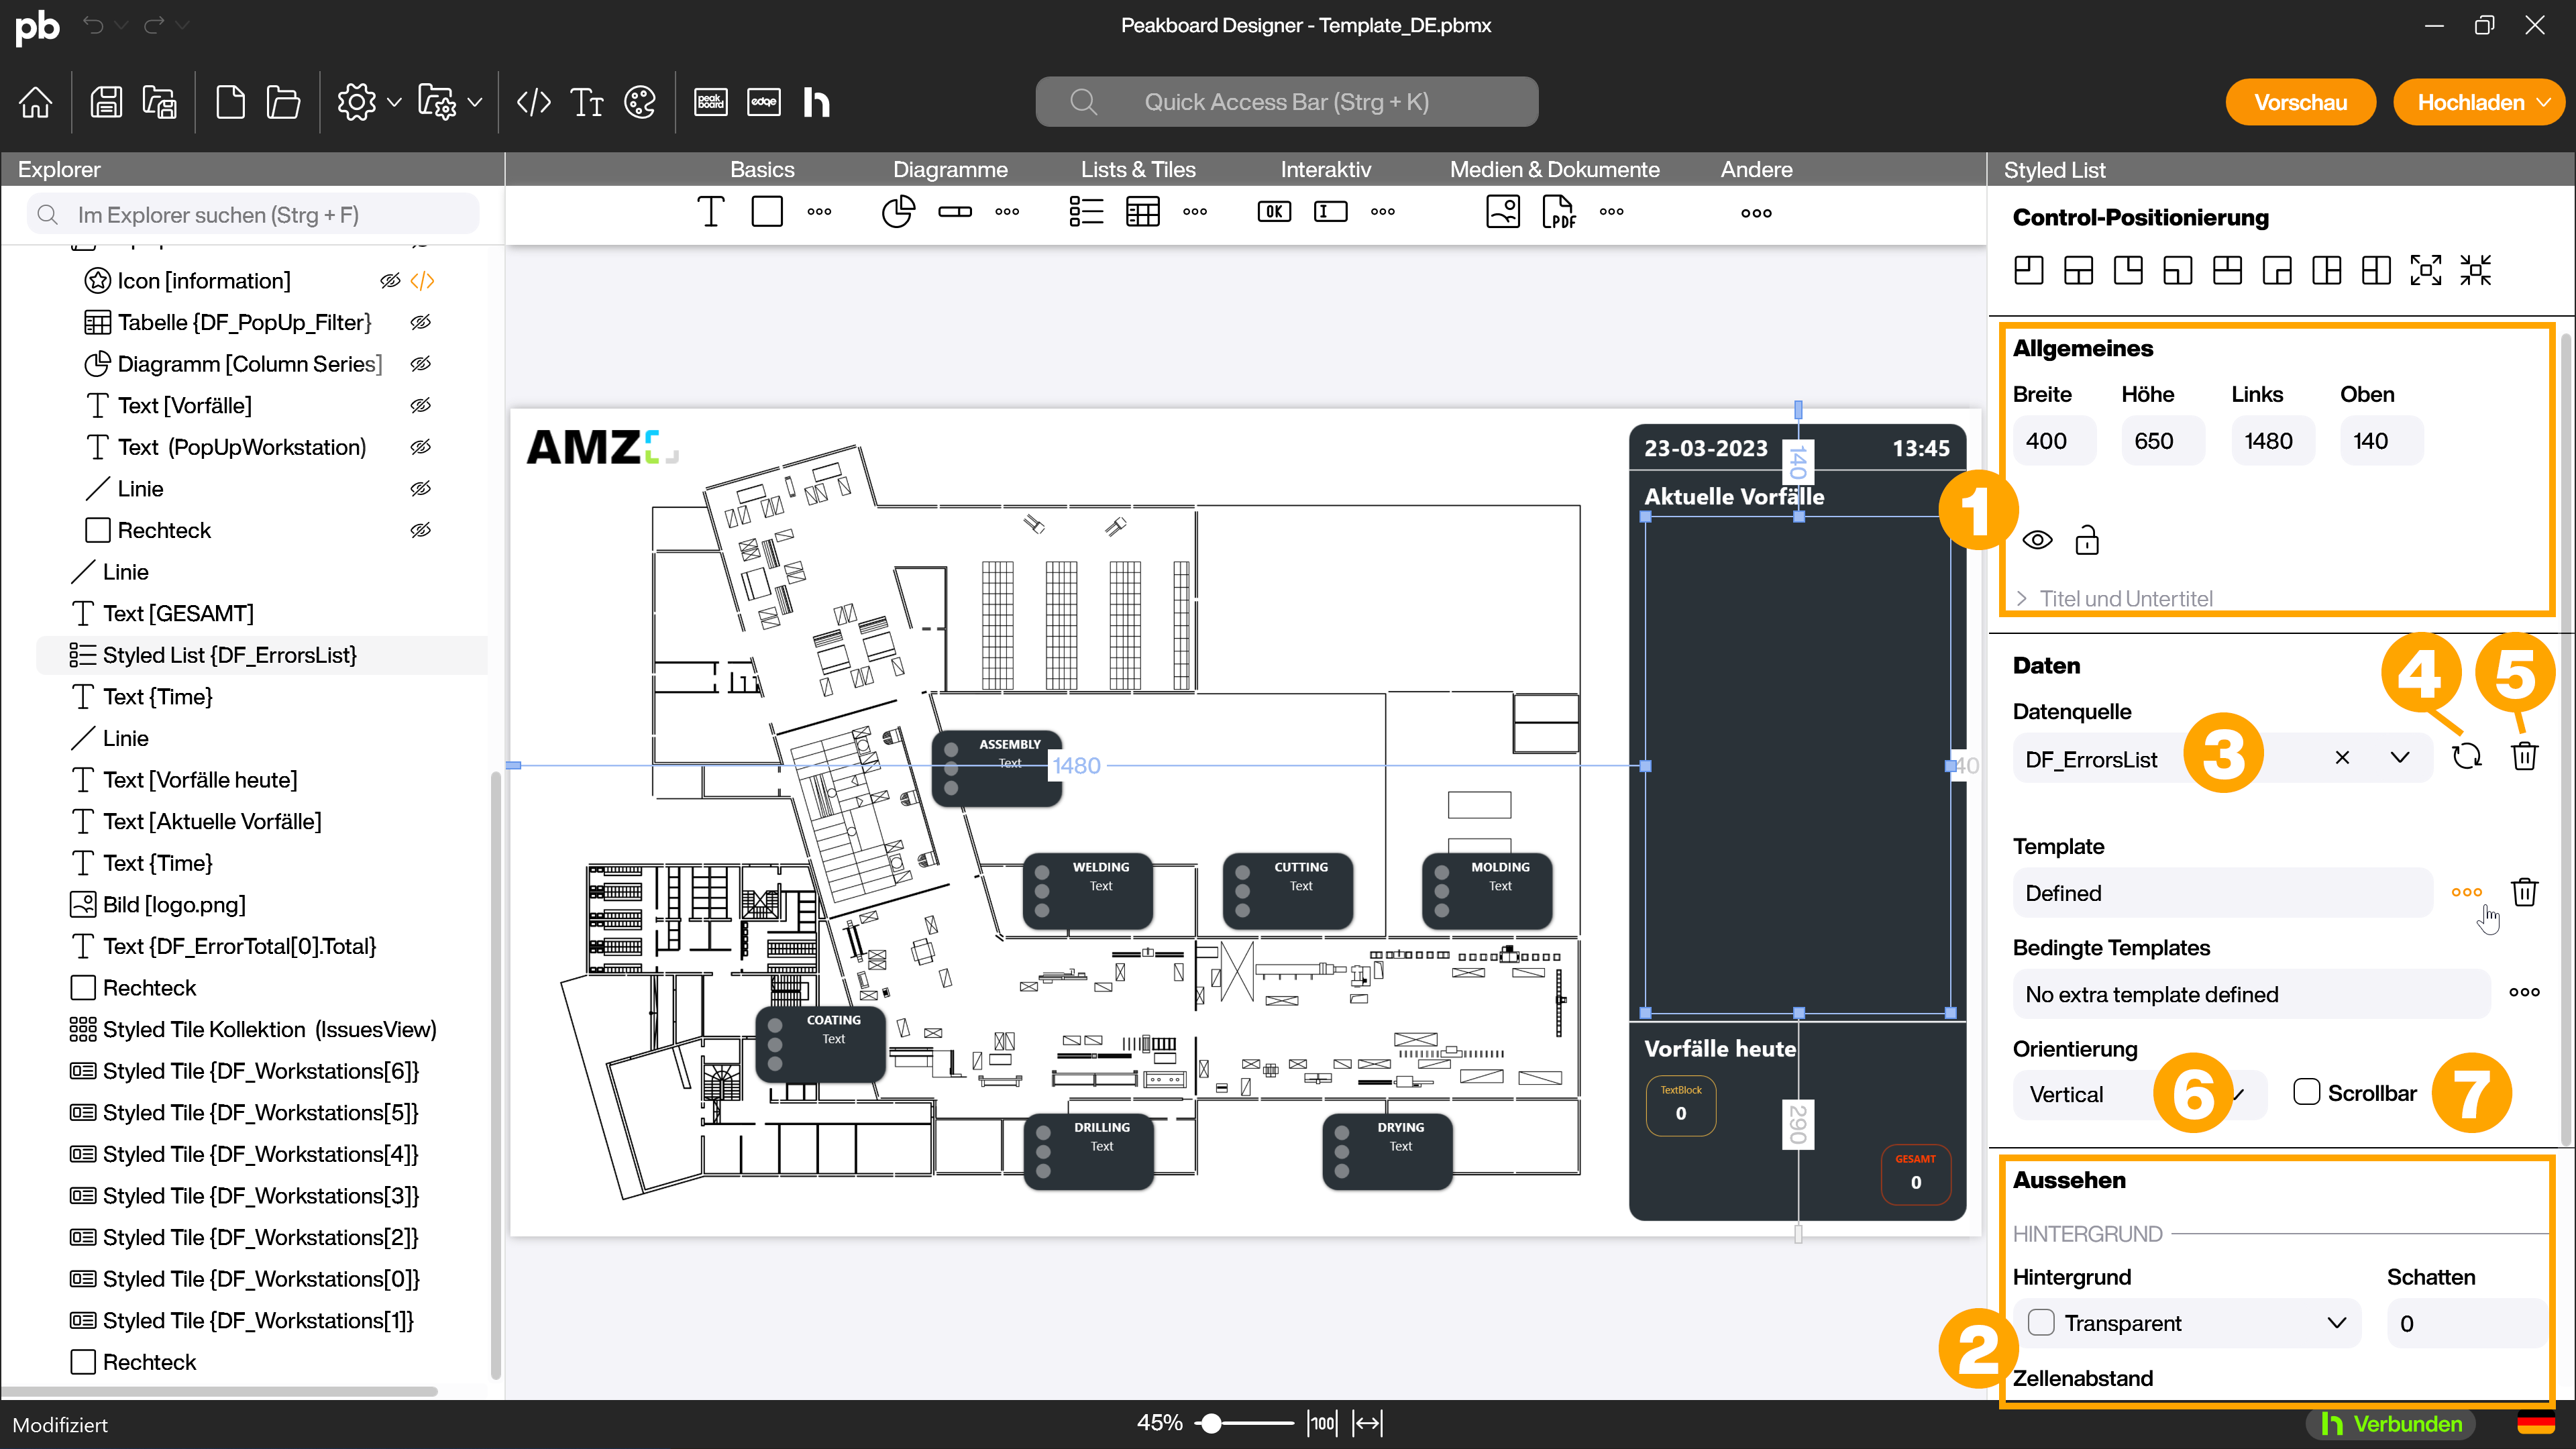 pb
Peakboard Designer - Template_DE.pbmx
peak board
edge
h
Quick Access Bar (Strg + K)
Vorschau
Hochladen
Explorer
Basics
Diagramme
Lists & Tiles
Interaktiv
Medien & Dokumente
Andere
Styled List
Im Explorer suchen (Strg + F)
OK
I
PDF
Icon [information]
Tabelle {DF_PopUp_Filter}
Diagramm [Column Series]
Text [Vorfälle]
Text (PopUpWorkstation)
Linie
Rechteck
Linie
Text [GESAMT]
Styled List {DF_ErrorsList}
Text {Time}
Linie
Text [Vorfälle heute]
Text [Aktuelle Vorfälle]
Text {Time}
Bild [logo.png]
Text {DF_ErrorTotal[0].Total}
Rechteck
Styled Tile Kollektion (IssuesView)
Styled Tile {DF_Workstations[6]}
Styled Tile {DF_Workstations[5]}
Styled Tile {DF_Workstations[4]}
Styled Tile {DF_Workstations[3]}
Styled Tile {DF_Workstations[2]}
Styled Tile {DF_Workstations[0]}
Styled Tile {DF_Workstations[1]}
Rechteck
AMZ
23-03-2023
13:45
140
Aktuelle Vorfälle
ASSEMBLY
Text
1480
40
WELDING
Text
CUTTING
Text
MOLDING
Text
COATING
Text
DRILLING
Text
DRYING
Text
Vorfälle heute
TextBlock
0
290
GESAMT
0
Control-Positionierung
Allgemeines
Breite
Höhe
Links
Oben
400
650
1480
140
1
Titel und Untertitel
Daten
4
5
Datenquelle
DF_ErrorsList
3
Template
Defined
Bedingte Templates
No extra template defined
Orientierung
Vertical
6
Scrollbar
7
Aussehen
HINTERGRUND
Hintergrund
Schatten
Transparent
0
2
Zellenabstand
Modifiziert
45%
100
h Verbunden